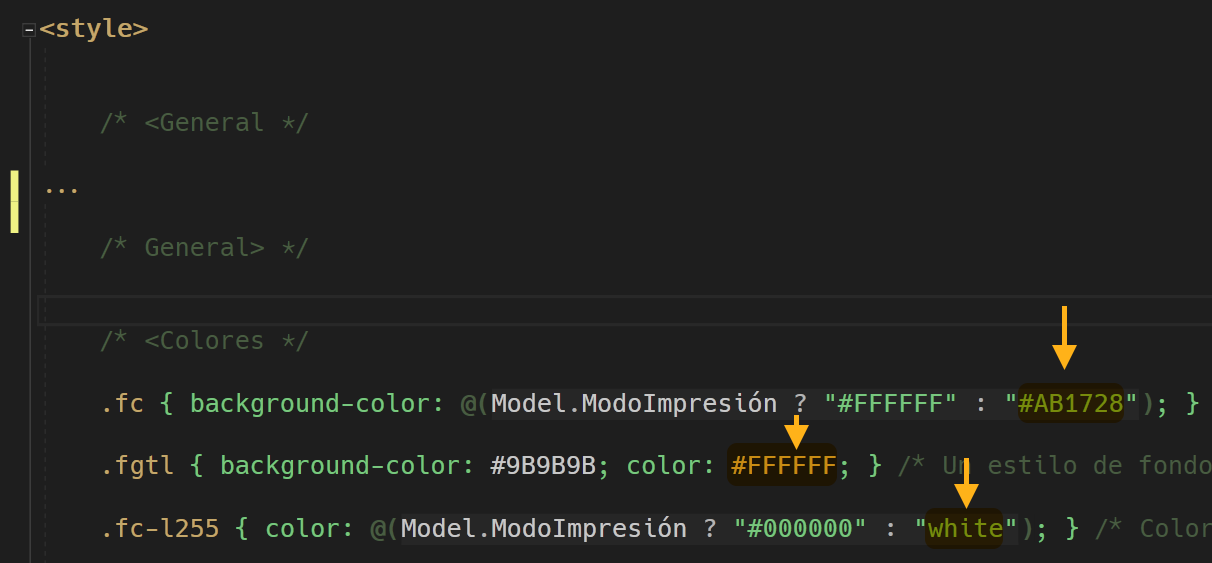 <style>
/* <General */
...
/* General> */
/* <Colores */
.fc { background-color: @(Model.ModoImpresión ? "#FFFFFF" : "#AB1728"); }
.fgtl { background-color: #9B9B9B; color: #FFFFFF; } /* Un estilo de fondo
.fc-l255 { color: @(Model.ModoImpresión ? "#000000" : "white"); } /* Color